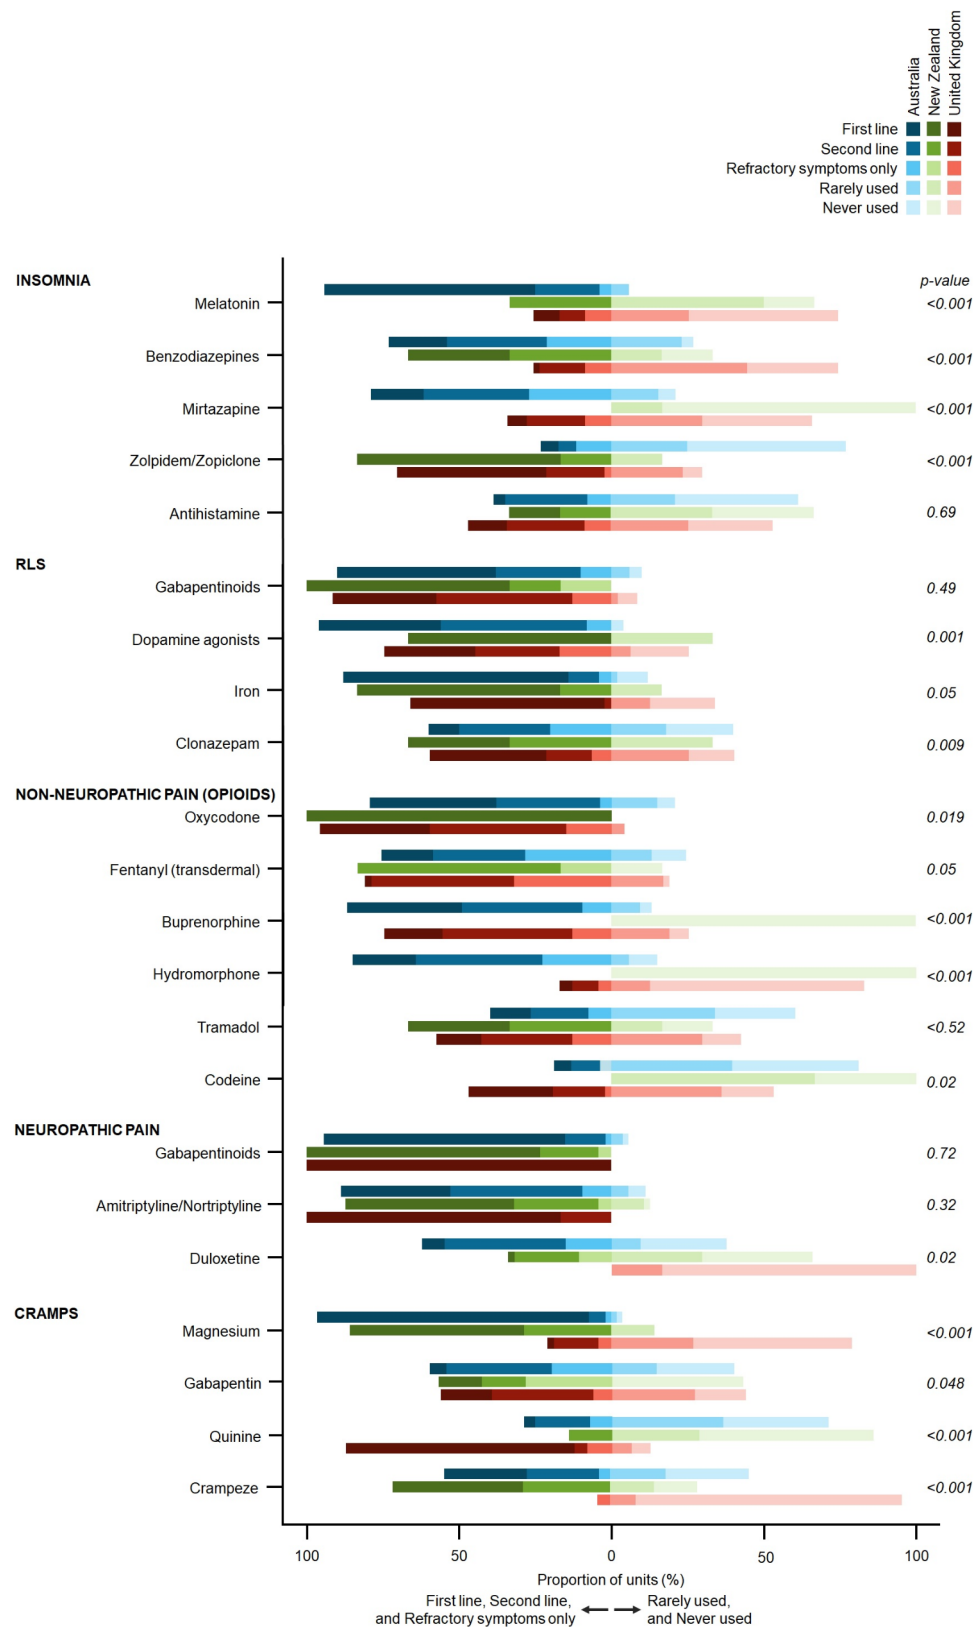 Australia
New Zealand
United Kingdom
First line
Second line
Refractory symptoms only
Rarely used
Never used
INSOMNIA
p-value
Melatonin
<0.001
Benzodiazepines
<0.001
Mirtazapine
<0.001
Zolpidem/Zopiclone
<0.001
Antihistamine
0.69
RLS
Gabapentinoids
0.49
Dopamine agonists
0.001
Iron
0.05
Clonazepam
0.009
NON-NEUROPATHIC PAIN (OPIOIDS)
Oxycodone
0.019
Fentanyl (transdermal)
0.05
Buprenorphine
<0.001
Hydromorphone
<0.001
Tramadol
<0.52
Codeine
0.02
NEUROPATHIC PAIN
Gabapentinoids
0.72
Amitriptyline/Nortriptyline
0.32
Duloxetine
0.02
CRAMPS
Magnesium
<0.001
Gabapentin
0.048
Quinine
<0.001
Crampeze
<0.001
100 50 0 50 100
Proportion of units (%)
First line, Second line,
and Refractory symptoms only
Rarely used,
and Never used